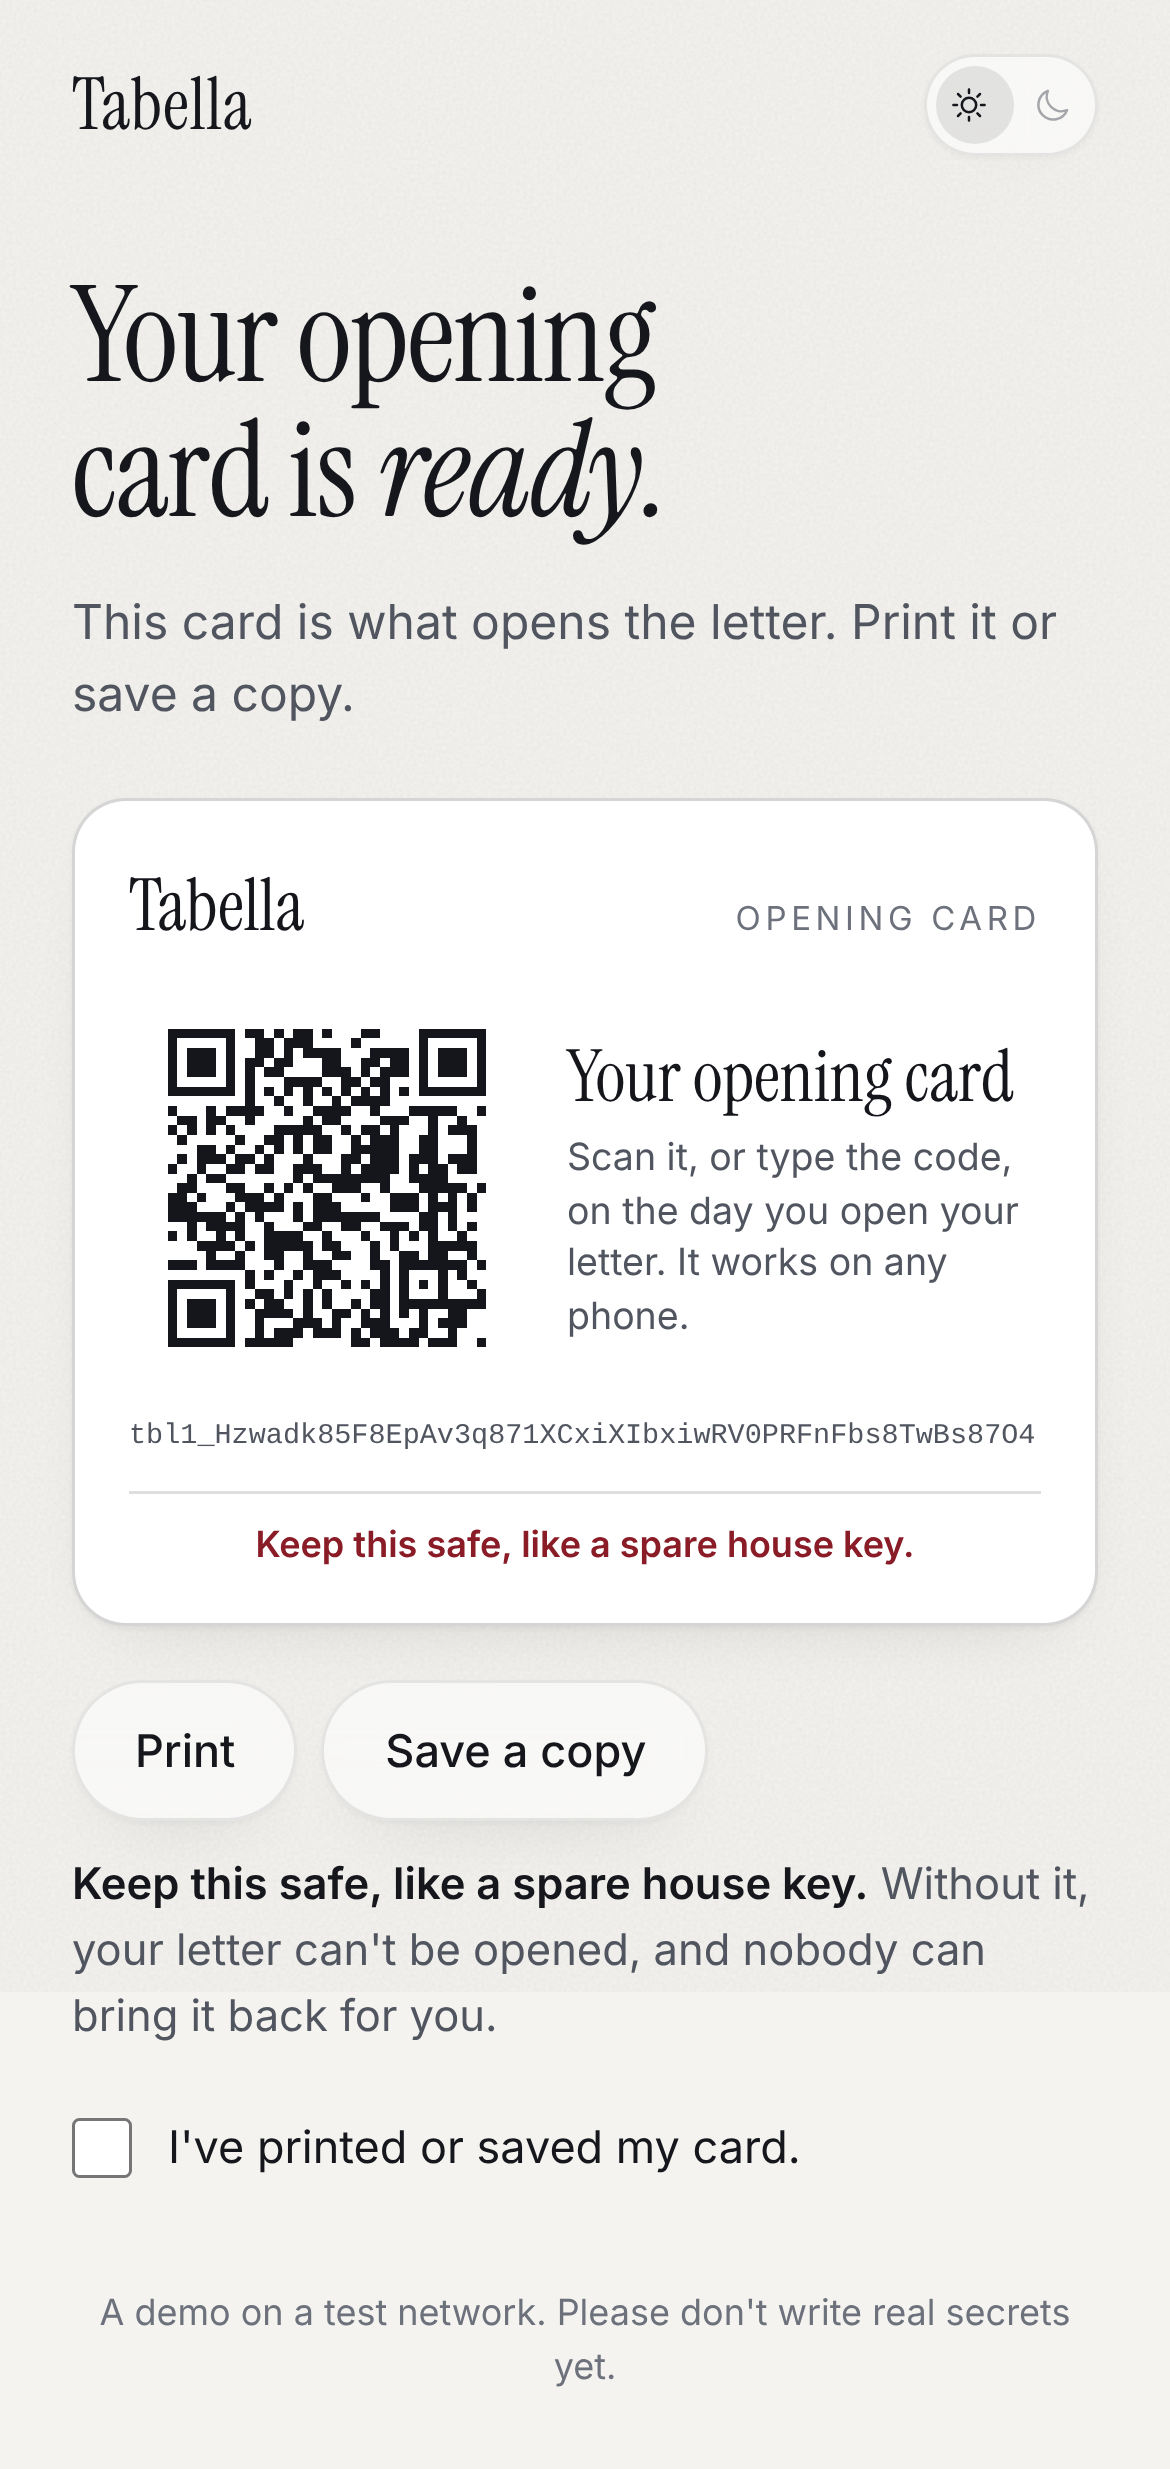 Tabella
Your opening
card is ready.
This card is what opens the letter. Print it or
save a copy.
Tabella
OPENING CARD
Your opening card
Scan it, or type the code,
on the day you open your
letter. It works on any
phone.
tbl1_Hzwadk85F8EpAv3q871XCxiXIbxiwRV0PRFnFbs8TwBs87O4
Keep this safe, like a spare house key.
Print
Save a copy
Keep this safe, like a spare house key. Without it,
your letter can't be opened, and nobody can
bring it back for you.
I've printed or saved my card.
A demo on a test network. Please don't write real secrets
yet.